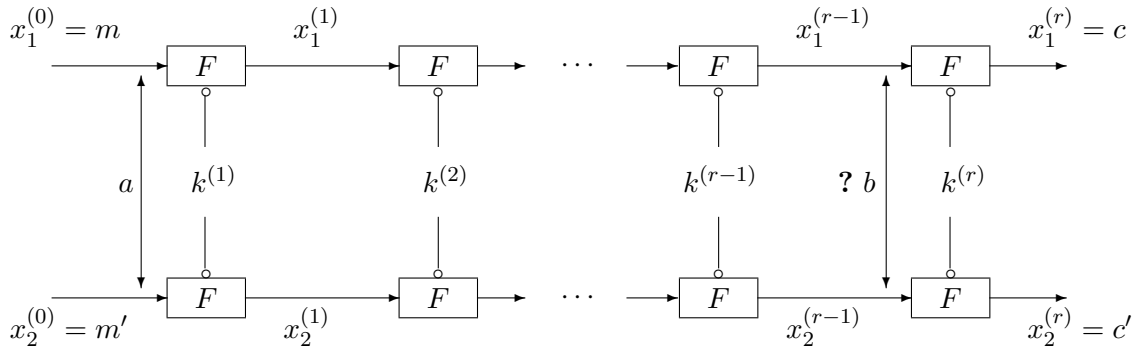 x_1^{(0)} = m x_1^{(1)} x_1^{(r−1)} x_1^{(r)} = c
F F ··· F F
a k^{(1)} k^{(2)} k^{(r−1)} ? b k^{(r)}
F F ··· F F
x_2^{(0)} = m′ x_2^{(1)} x_2^{(r−1)} x_2^{(r)} = c′